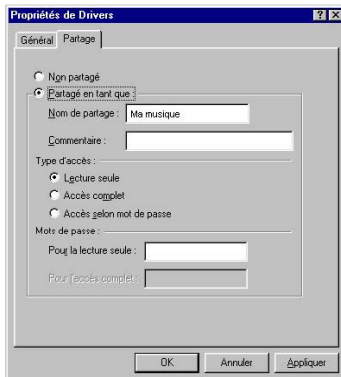 Propriétés de Drivers
Général Partage
Non partagé
Partagé en tant que :
Nom de partage : Ma musique
Commentaire :
Type d'accès :
Lecture seule
Accès complet
Accès selon mot de passe
Mots de passe :
Pour la lecture seule :
Pour l'accès complet :
OK Annuler Appliquer